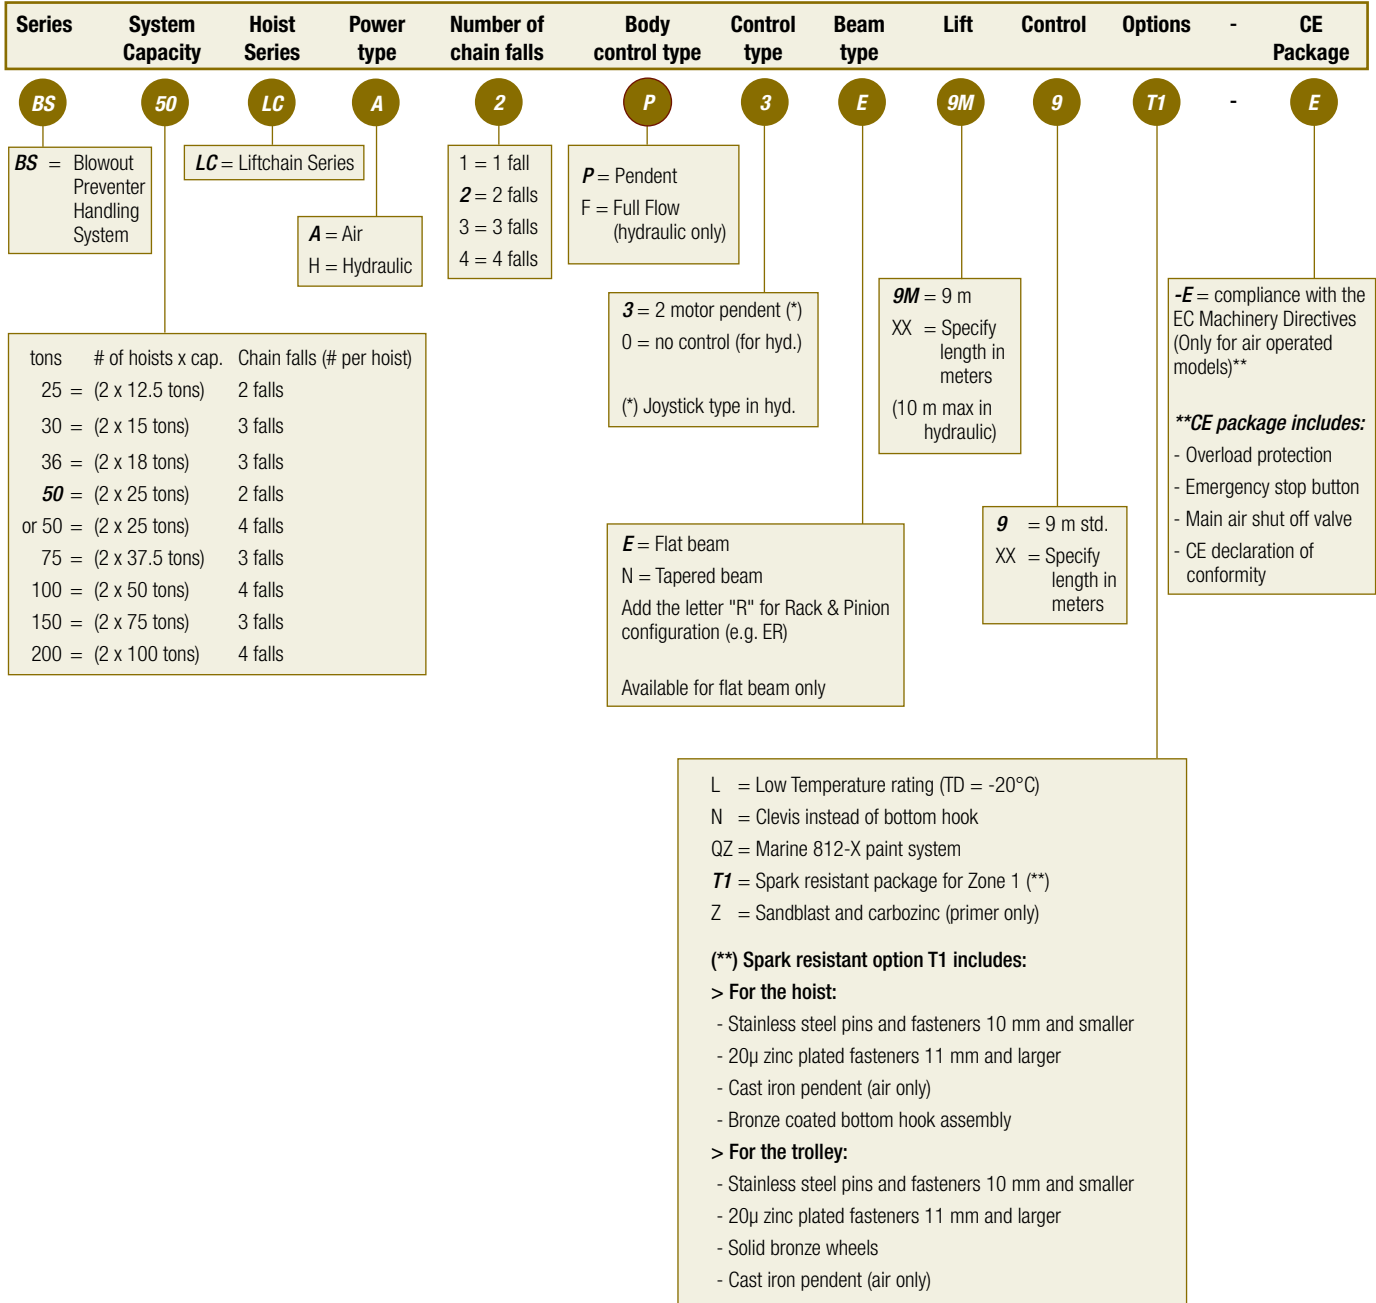 Series System Capacity Hoist Series Power type Number of chain falls Body control type Control type Beam type Lift Control Options - CE Package
BS 50 LC A 2 P 3 E 9M 9 T1 - E
BS = Blowout
Preventer
Handling
System
LC = Liftchain Series
A = Air
H = Hydraulic
1 = 1 fall
2 = 2 falls
3 = 3 falls
4 = 4 falls
P = Pendent
F = Full Flow
(hydraulic only)
3 = 2 motor pendent (*)
0 = no control (for hyd.)
(*) Joystick type in hyd.
9M = 9 m
XX = Specify
length in
meters
(10 m max in
hydraulic)
-E = compliance with the
EC Machinery Directives
(Only for air operated
models)**
**CE package includes:
- Overload protection
- Emergency stop button
- Main air shut off valve
- CE declaration of
conformity
tons # of hoists x cap. Chain falls (# per hoist)
25 = (2 x 12.5 tons) 2 falls
30 = (2 x 15 tons) 3 falls
36 = (2 x 18 tons) 3 falls
50 = (2 x 25 tons) 2 falls
or 50 = (2 x 25 tons) 4 falls
75 = (2 x 37.5 tons) 3 falls
100 = (2 x 50 tons) 4 falls
150 = (2 x 75 tons) 3 falls
200 = (2 x 100 tons) 4 falls
E = Flat beam
N = Tapered beam
Add the letter "R" for Rack & Pinion
configuration (e.g. ER)
Available for flat beam only
9 = 9 m std.
XX = Specify
length in
meters
L = Low Temperature rating (TD = -20°C)
N = Clevis instead of bottom hook
QZ = Marine 812-X paint system
T1 = Spark resistant package for Zone 1 (**)
Z = Sandblast and carbozinc (primer only)
(**) Spark resistant option T1 includes:
> For the hoist:
- Stainless steel pins and fasteners 10 mm and smaller
- 20µ zinc plated fasteners 11 mm and larger
- Cast iron pendent (air only)
- Bronze coated bottom hook assembly
> For the trolley:
- Stainless steel pins and fasteners 10 mm and smaller
- 20µ zinc plated fasteners 11 mm and larger
- Solid bronze wheels
- Cast iron pendent (air only)